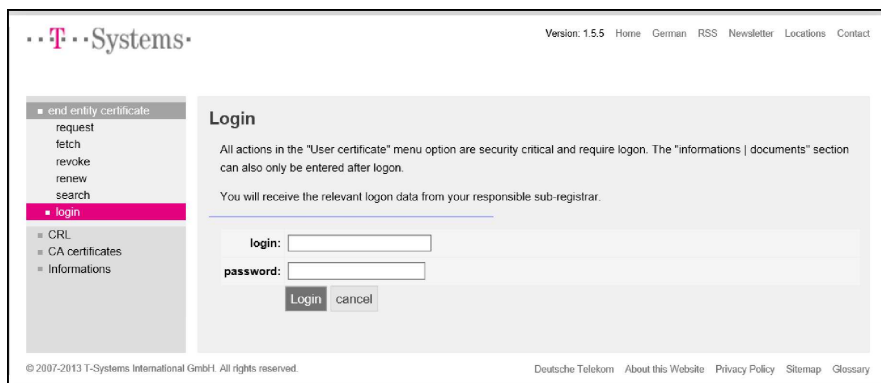 ··T··Systems·
Version: 1.5.5 Home German RSS Newsletter Locations Contact
end entity certificate
request
fetch
revoke
renew
search
login
CRL
CA certificates
Informations
Login
All actions in the "User certificate" menu option are security critical and require logon. The "informations | documents" section
can also only be entered after logon.
You will receive the relevant logon data from your responsible sub-registrar.
login:
password:
Login cancel
© 2007-2013 T-Systems International GmbH. All rights reserved.
Deutsche Telekom About this Website Privacy Policy Sitemap Glossary